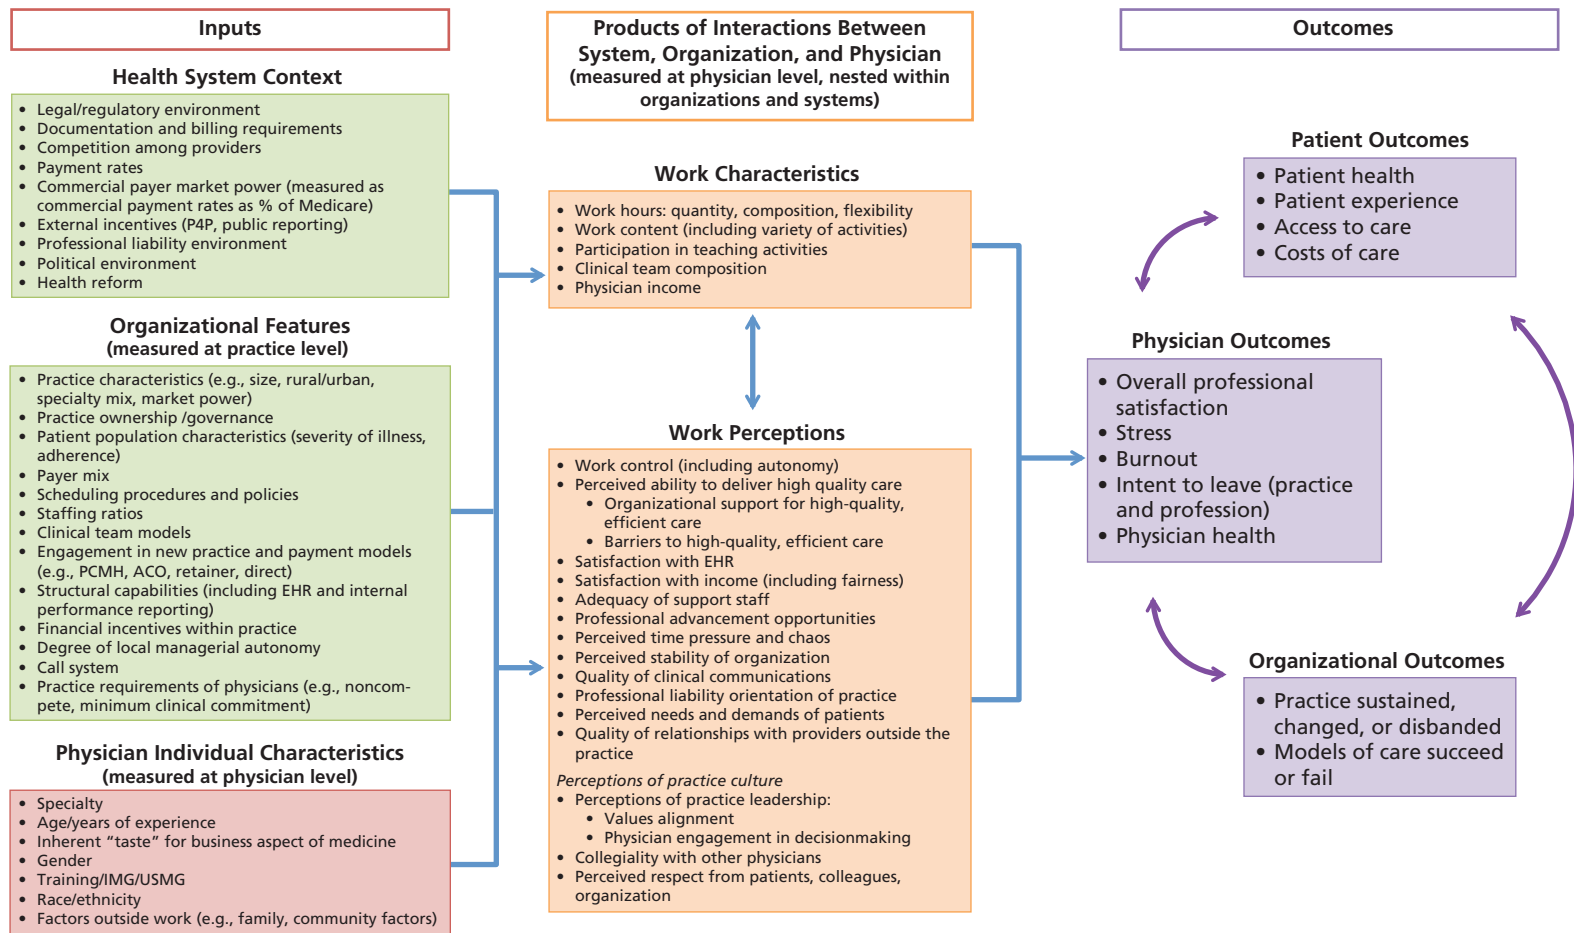 Inputs
Health System Context
• Legal/regulatory environment
• Documentation and billing requirements
• Competition among providers
• Payment rates
• Commercial payer market power (measured as
commercial payment rates as % of Medicare)
• External incentives (P4P, public reporting)
• Professional liability environment
• Political environment
• Health reform
Organizational Features
(measured at practice level)
• Practice characteristics (e.g., size, rural/urban,
specialty mix, market power)
• Practice ownership /governance
• Patient population characteristics (severity of illness,
adherence)
• Payer mix
• Scheduling procedures and policies
• Staffing ratios
• Clinical team models
• Engagement in new practice and payment models
(e.g., PCMH, ACO, retainer, direct)
• Structural capabilities (including EHR and internal
performance reporting)
• Financial incentives within practice
• Degree of local managerial autonomy
• Call system
• Practice requirements of physicians (e.g., noncom-
pete, minimum clinical commitment)
Physician Individual Characteristics
(measured at physician level)
• Specialty
• Age/years of experience
• Inherent “taste” for business aspect of medicine
• Gender
• Training/IMG/USMG
• Race/ethnicity
• Factors outside work (e.g., family, community factors)
Products of Interactions Between
System, Organization, and Physician
(measured at physician level, nested within
organizations and systems)
Work Characteristics
• Work hours: quantity, composition, flexibility
• Work content (including variety of activities)
• Participation in teaching activities
• Clinical team composition
• Physician income
Work Perceptions
• Work control (including autonomy)
• Perceived ability to deliver high quality care
• Organizational support for high-quality,
efficient care
• Barriers to high-quality, efficient care
• Satisfaction with EHR
• Satisfaction with income (including fairness)
• Adequacy of support staff
• Professional advancement opportunities
• Perceived time pressure and chaos
• Perceived stability of organization
• Quality of clinical communications
• Professional liability orientation of practice
• Perceived needs and demands of patients
• Quality of relationships with providers outside the
practice
Perceptions of practice culture
• Perceptions of practice leadership:
• Values alignment
• Physician engagement in decisionmaking
• Collegiality with other physicians
• Perceived respect from patients, colleagues,
organization
Outcomes
Patient Outcomes
• Patient health
• Patient experience
• Access to care
• Costs of care
Physician Outcomes
• Overall professional
satisfaction
• Stress
• Burnout
• Intent to leave (practice
and profession)
• Physician health
Organizational Outcomes
• Practice sustained,
changed, or disbanded
• Models of care succeed
or fail